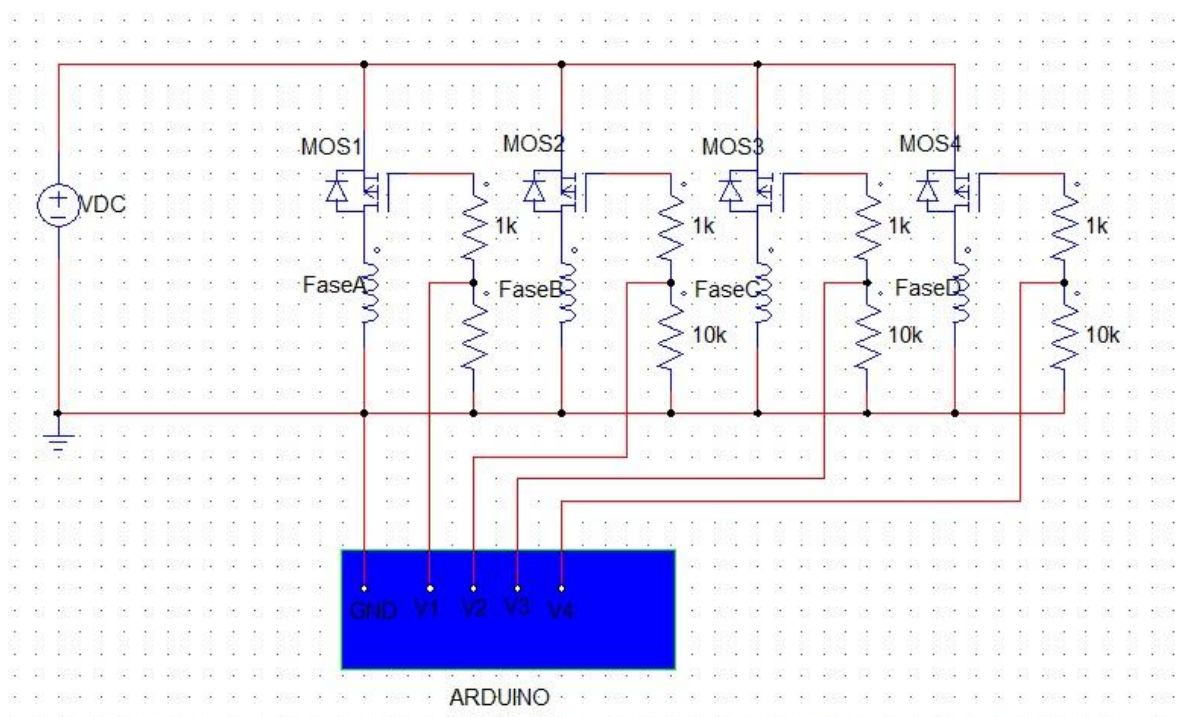 MOS1
MOS2
MOS3
MOS4
VDC
1k
1k
1k
1k
FaseA
FaseB
FaseC
FaseD
10k
10k
10k
GND
V1
V2
V3
V4
ARDUINO